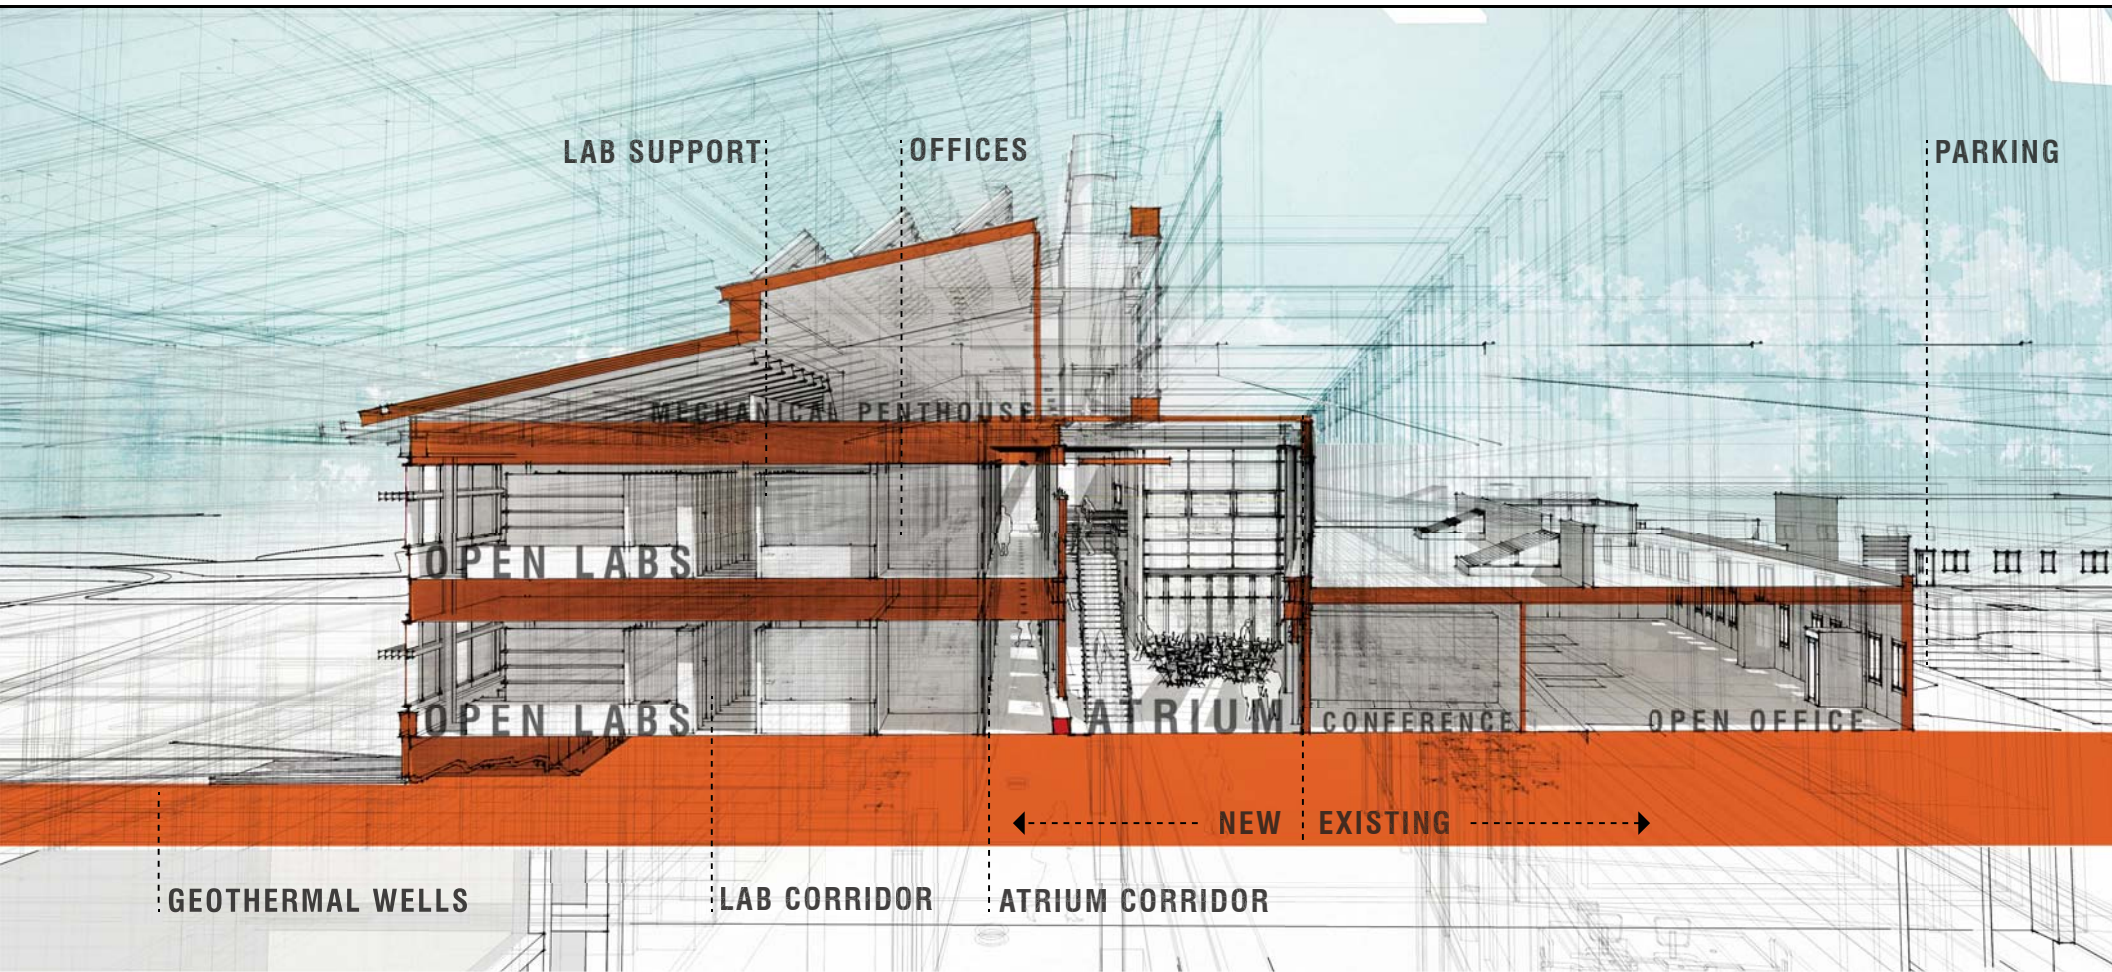 LAB SUPPORT
OFFICES
PARKING
MECHANICAL PENTHOUSE
OPEN LABS
OPEN LABS
ATRIUM
CONFERENCE
OPEN OFFICE
NEW
EXISTING
GEOTHERMAL WELLS
LAB CORRIDOR
ATRIUM CORRIDOR